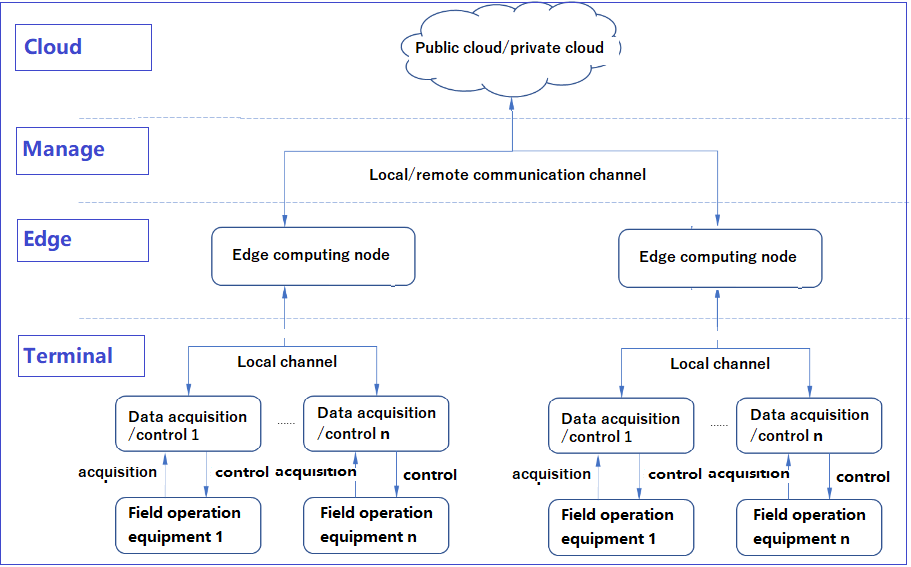 Cloud
Public cloud/private cloud
Manage
Local/remote communication channel
Edge
Edge computing node
Edge computing node
Terminal
Local channel
Local channel
Data acquisition
/control 1
......
Data acquisition
/control n
Data acquisition
/control 1
......
Data acquisition
/control n
acquisition
control
acquisition
control
acquisition
control
acquisition
control
Field operation
equipment 1
Field operation
equipment n
Field operation
equipment 1
Field operation
equipment n